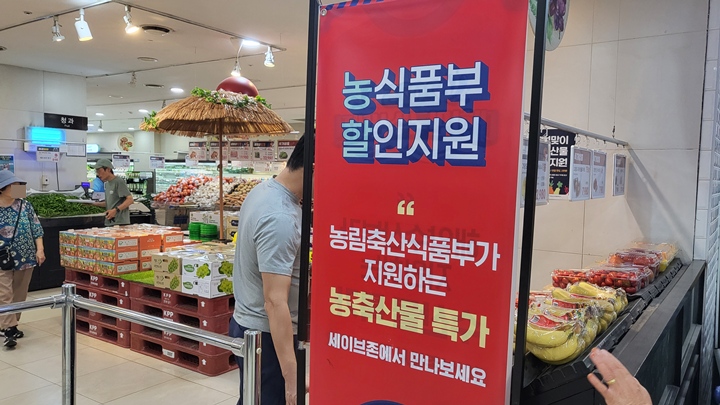 농식품부
할인지원
“
농림축산식품부가
지원하는
농축산물 특가
세이브존에서 만나보세요
청과
KPP